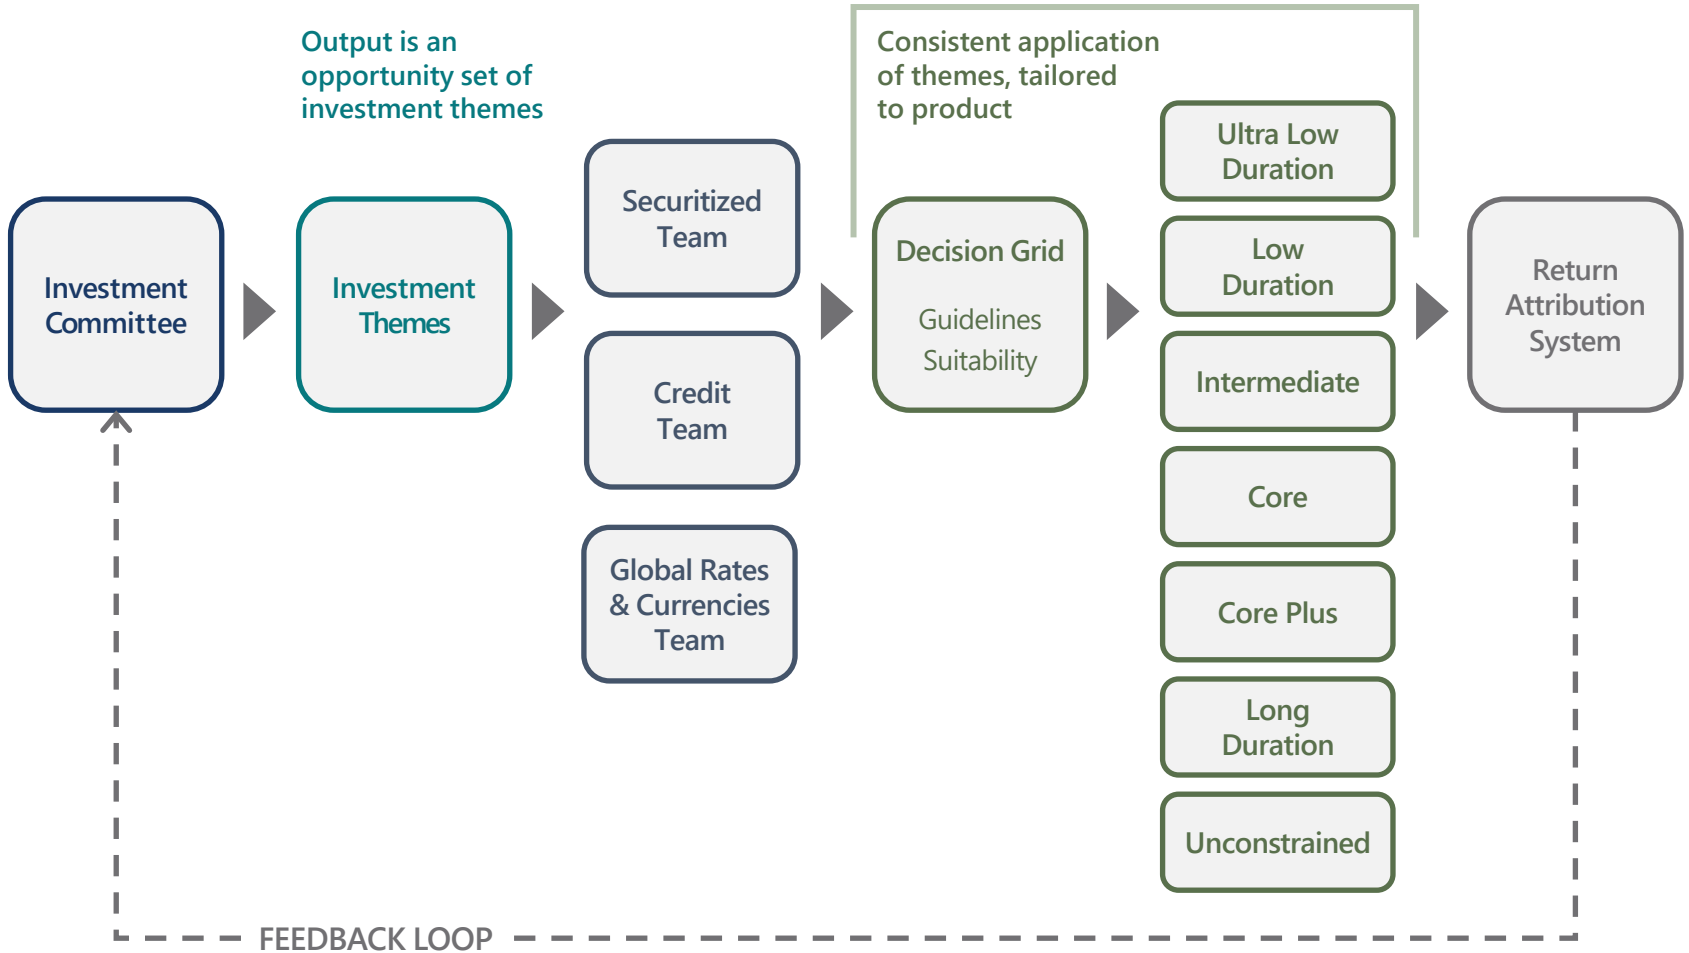 Output is an
opportunity set of
investment themes
Consistent application
of themes, tailored
to product
Investment
Committee
Investment
Themes
Securitized
Team
Credit
Team
Global Rates
& Currencies
Team
Decision Grid
Guidelines
Suitability
Ultra Low
Duration
Low
Duration
Intermediate
Core
Core Plus
Long
Duration
Unconstrained
Return
Attribution
System
FEEDBACK LOOP